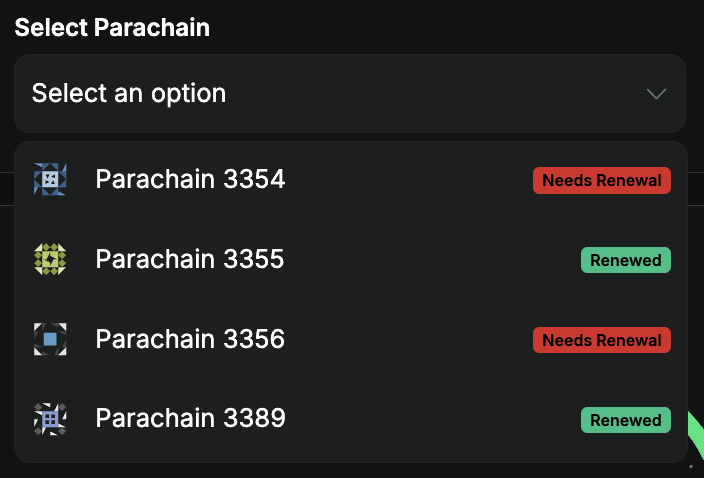 Select Parachain
Select an option
Parachain 3354 Needs Renewal
Parachain 3355 Renewed
Parachain 3356 Needs Renewal
Parachain 3389 Renewed